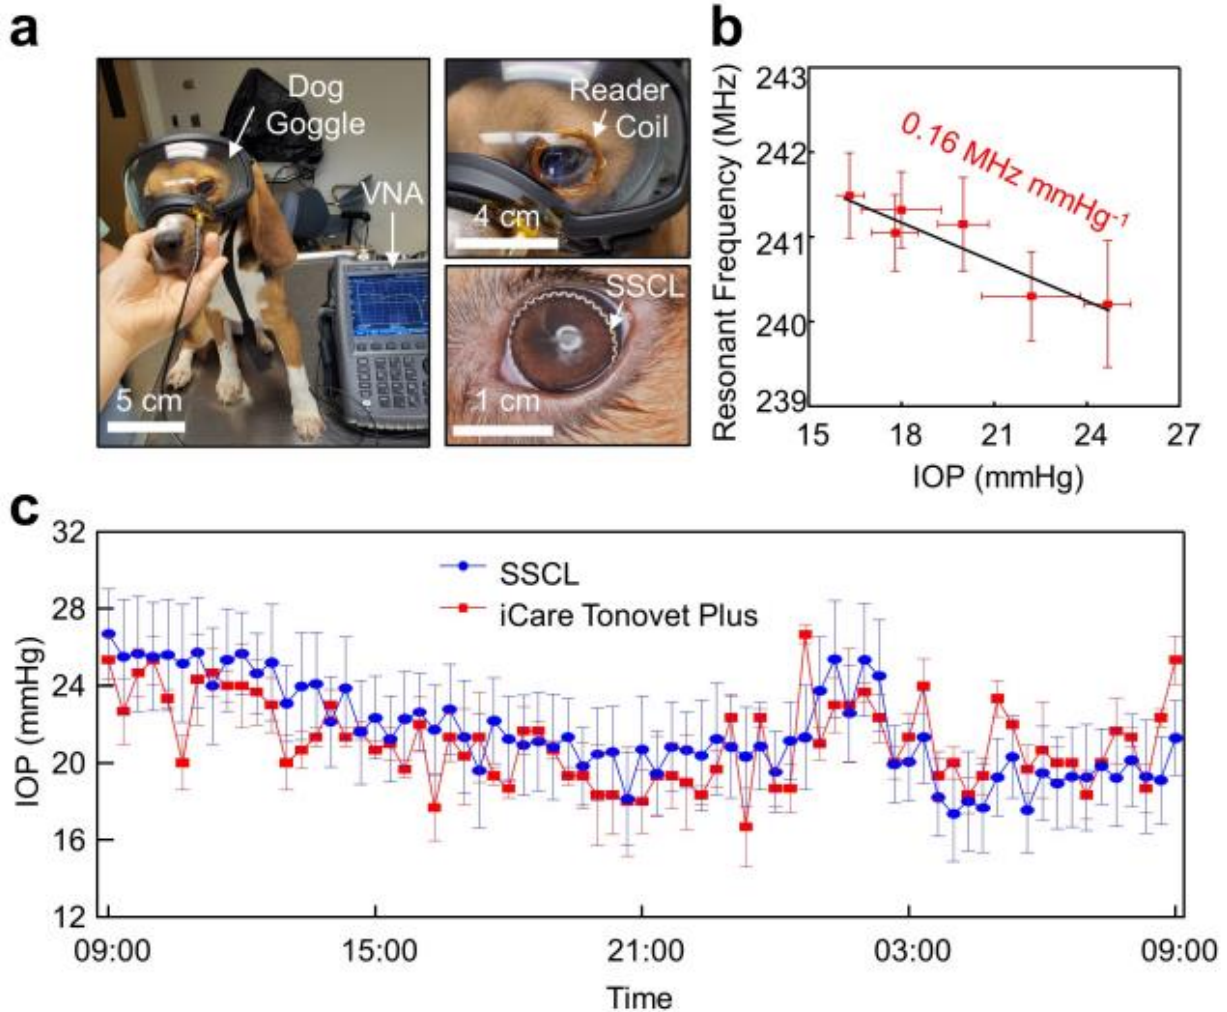 a
Dog
Goggle
VNA
5 cm
Reader
Coil
4 cm
SSCL
1 cm
b
Resonant Frequency (MHz)
243
242
241
240
239
0.16 MHz mmHg⁻¹
15 18 21 24 27
IOP (mmHg)
c
IOP (mmHg)
32
28
24
20
16
12
SSCL
iCare Tonovet Plus
09:00 15:00 21:00 03:00 09:00
Time